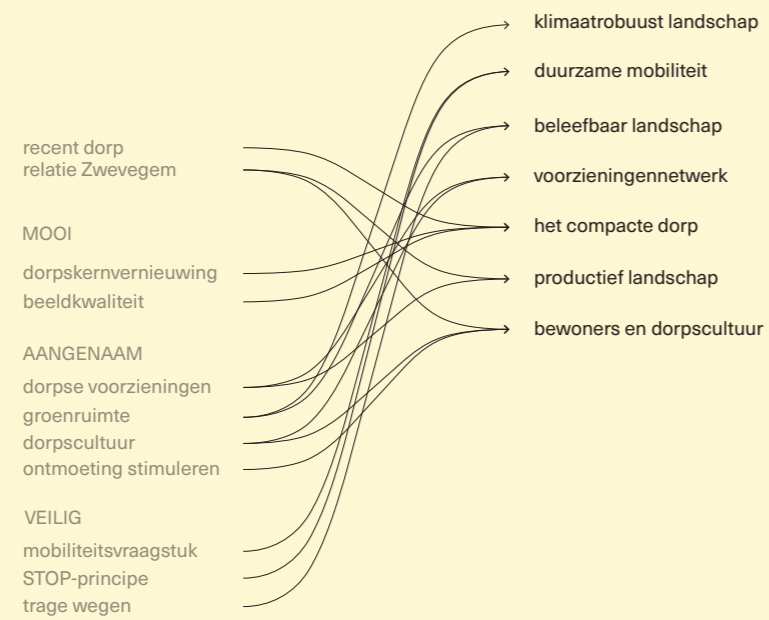 recent dorp
relatie Zwevegem
MOOI
dorpskernvernieuwing
beeldkwaliteit
AANGENAAM
dorpse voorzieningen
groenruimte
dorpscultuur
ontmoeting stimuleren
VEILIG
mobiliteitsvraagstuk
STOP-principe
trage wegen
klimaatrobuust landschap
duurzame mobiliteit
beleefbaar landschap
voorzieningennetwerk
het compacte dorp
productief landschap
bewoners en dorpscultuur